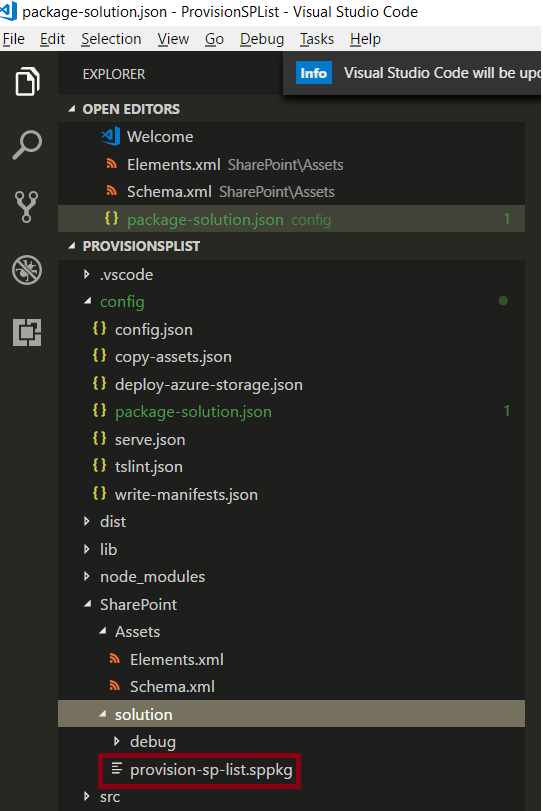 package-solution.json - ProvisionSPList - Visual Studio Code
File Edit Selection View Go Debug Tasks Help
EXPLORER
Info Visual Studio Code will be upd
OPEN EDITORS
Welcome
Elements.xml SharePoint\Assets
Schema.xml SharePoint\Assets
{} package-solution.json config 1
PROVISIONSPLIST
.vscode
config
{} config.json
{} copy-assets.json
{} deploy-azure-storage.json
{} package-solution.json 1
{} serve.json
{} tslint.json
{} write-manifests.json
dist
lib
node_modules
SharePoint
Assets
Elements.xml
Schema.xml
solution
debug
provision-sp-list.sppkg
src